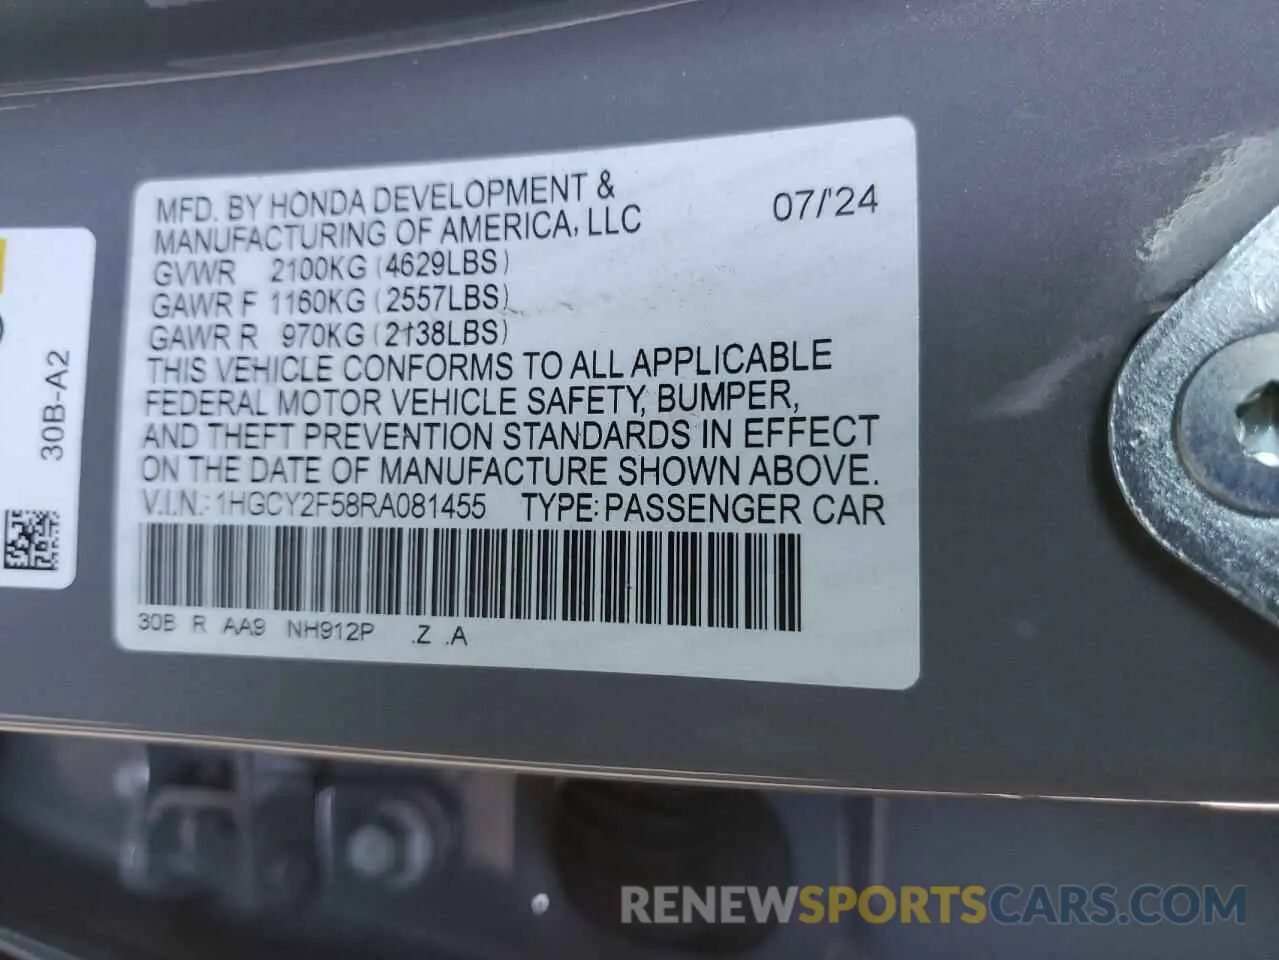 MFD. BY HONDA DEVELOPMENT &
MANUFACTURING OF AMERICA, LLC
07/'24
GVWR 2100KG (4629LBS)
GAWR F 1160KG (2557LBS)
GAWR R 970KG (2138LBS)
THIS VEHICLE CONFORMS TO ALL APPLICABLE
FEDERAL MOTOR VEHICLE SAFETY, BUMPER,
AND THEFT PREVENTION STANDARDS IN EFFECT
ON THE DATE OF MANUFACTURE SHOWN ABOVE.
V.I.N.: 1HGCY2F58RA081455 TYPE: PASSENGER CAR
30B R AA9 NH912P .Z .A
30B-A2
RENEWSPORTSCARS.COM